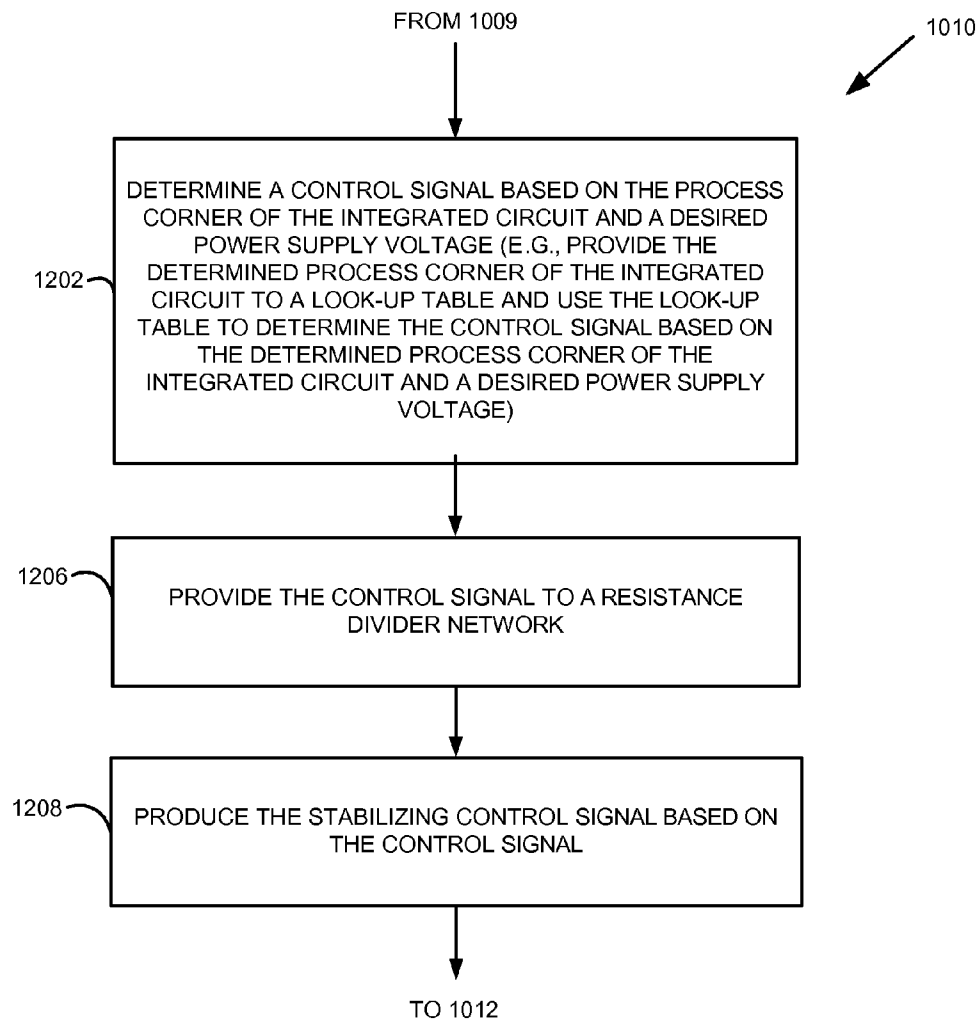 FROM 1009
1010
DETERMINE A CONTROL SIGNAL BASED ON THE PROCESS
CORNER OF THE INTEGRATED CIRCUIT AND A DESIRED
POWER SUPPLY VOLTAGE (E.G., PROVIDE THE
DETERMINED PROCESS CORNER OF THE INTEGRATED
CIRCUIT TO A LOOK-UP TABLE AND USE THE LOOK-UP
TABLE TO DETERMINE THE CONTROL SIGNAL BASED ON
THE DETERMINED PROCESS CORNER OF THE
INTEGRATED CIRCUIT AND A DESIRED POWER SUPPLY
VOLTAGE)
1202
1206
PROVIDE THE CONTROL SIGNAL TO A RESISTANCE
DIVIDER NETWORK
1208
PRODUCE THE STABILIZING CONTROL SIGNAL BASED ON
THE CONTROL SIGNAL
TO 1012